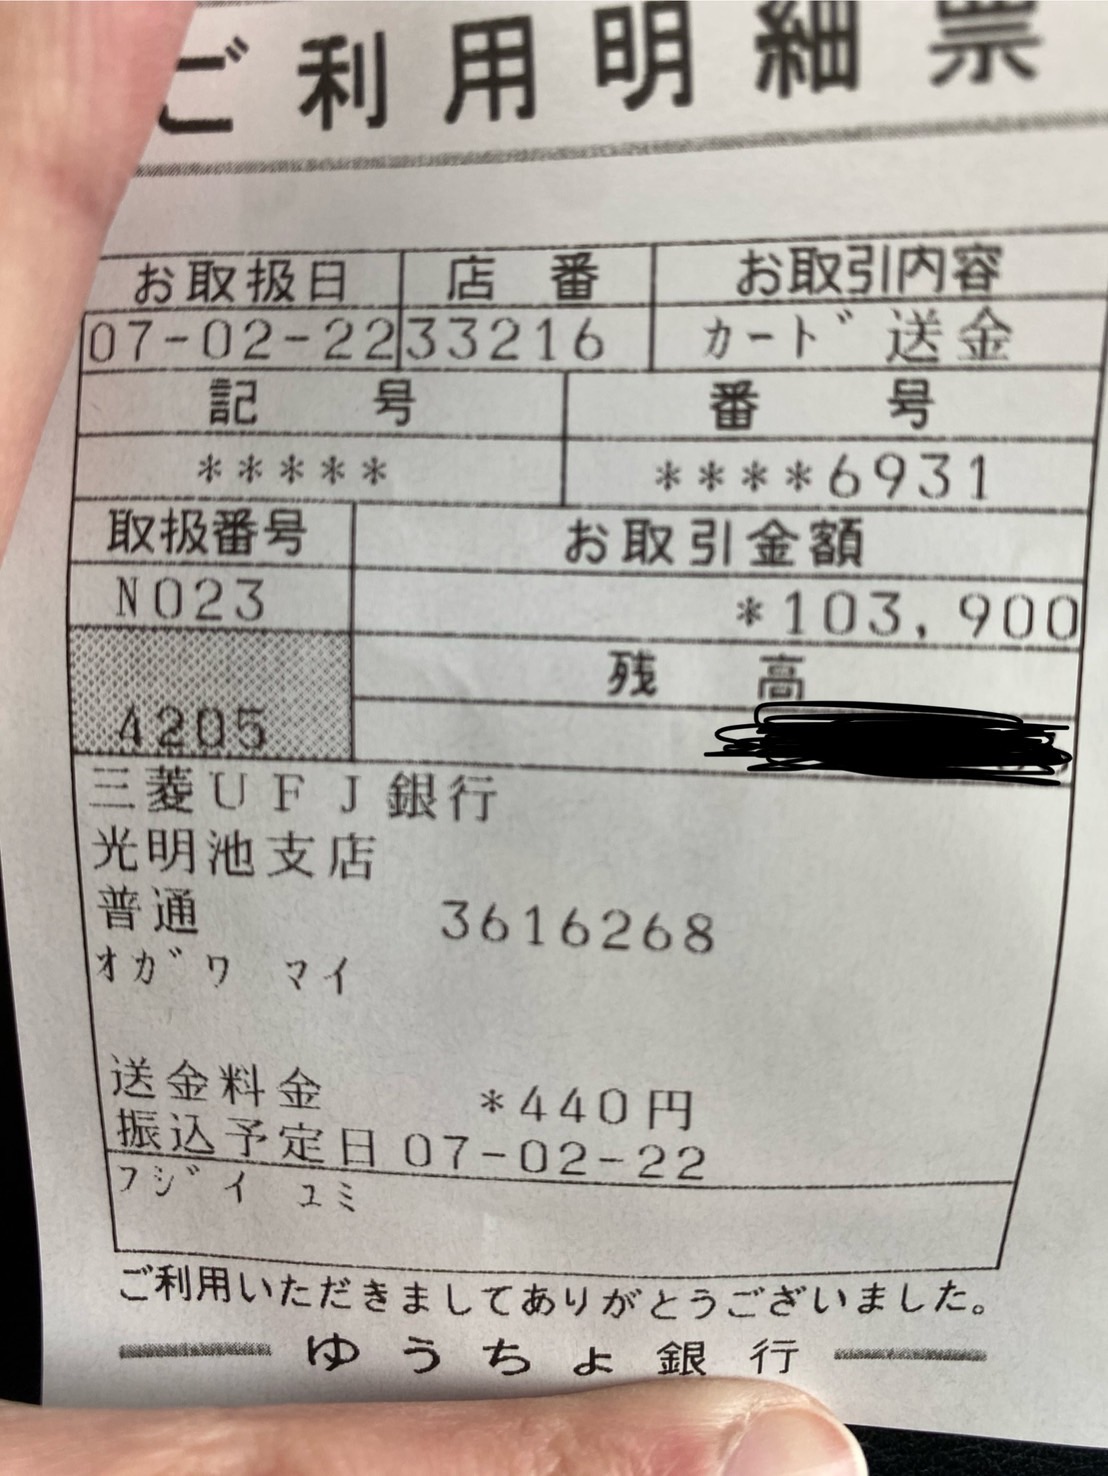 ご利用明細票
お取扱日 店番 お取引内容
07-02-22 33216 カード送金
記号 番号
***** ****6931
取扱番号 お取引金額
N023 *103,900
残高
4205
三菱UFJ銀行
光明池支店
普通 3616268
オガワ マイ
送金料金 *440円
振込予定日 07-02-22
フジイ ユミ
ご利用いただきましてありがとうございました。
ゆうちょ銀行